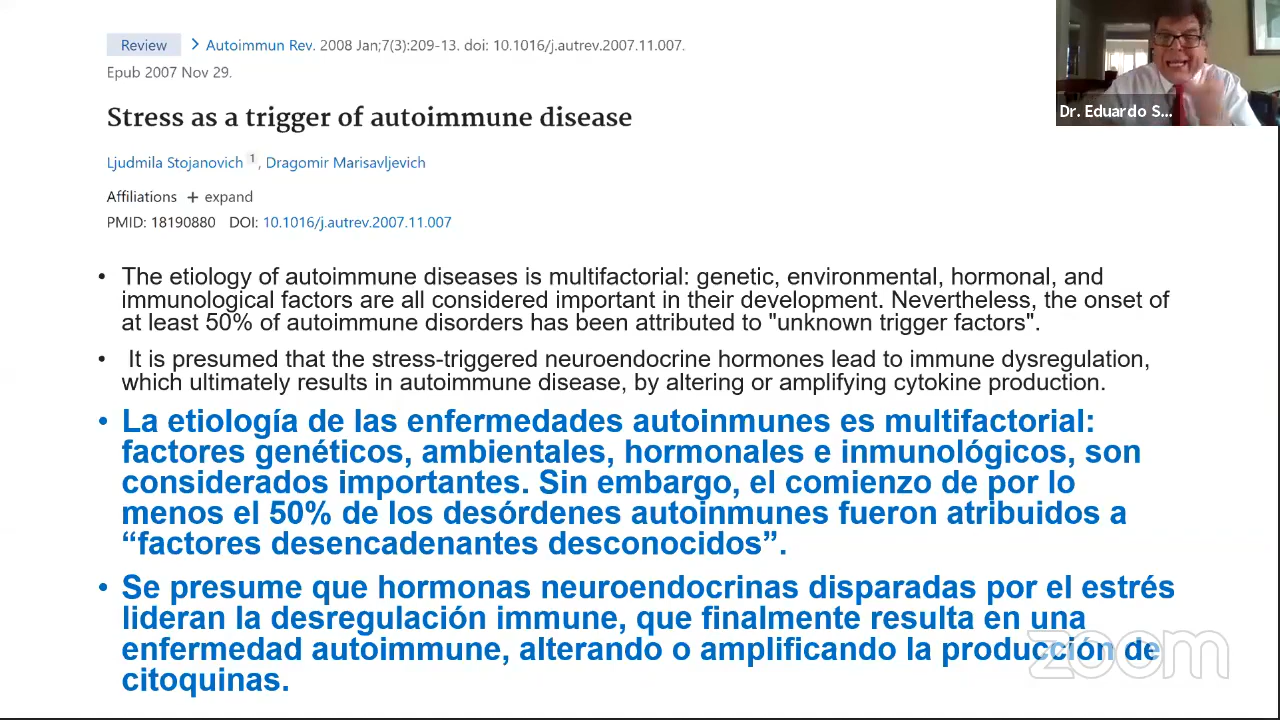 Review > Autoimmun Rev. 2008 Jan;7(3):209-13. doi: 10.1016/j.autrev.2007.11.007.
Epub 2007 Nov 29.
Stress as a trigger of autoimmune disease
Ljudmila Stojanovich 1, Dragomir Marisavljevich
Affiliations + expand
PMID: 18190880 DOI: 10.1016/j.autrev.2007.11.007
Dr. Eduardo S...
• The etiology of autoimmune diseases is multifactorial: genetic, environmental, hormonal, and
immunological factors are all considered important in their development. Nevertheless, the onset of
at least 50% of autoimmune disorders has been attributed to "unknown trigger factors".
• It is presumed that the stress-triggered neuroendocrine hormones lead to immune dysregulation,
which ultimately results in autoimmune disease, by altering or amplifying cytokine production.
• La etiología de las enfermedades autoinmunes es multifactorial:
factores genéticos, ambientales, hormonales e inmunológicos, son
considerados importantes. Sin embargo, el comienzo de por lo
menos el 50% de los desórdenes autoinmunes fueron atribuidos a
“factores desencadenantes desconocidos”.
• Se presume que hormonas neuroendocrinas disparadas por el estrés
lideran la desregulación immune, que finalmente resulta en una
enfermedad autoimmune, alterando o amplificando la producción de
citoquinas.
zoom